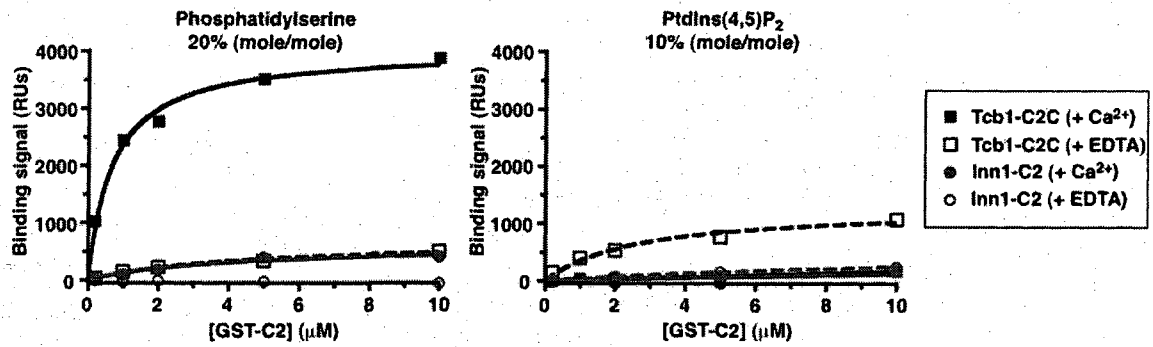 Phosphatidylserine
20% (mole/mole)
Binding signal (RUs)
4000
3000
2000
1000
0
0 2 4 6 8 10
[GST-C2] (μM)
PtdIns(4,5)P₂
10% (mole/mole)
Binding signal (RUs)
4000
3000
2000
1000
0
0 2 4 6 8 10
[GST-C2] (μM)
Tcb1-C2C (+ Ca²⁺)
Tcb1-C2C (+ EDTA)
Inn1-C2 (+ Ca²⁺)
Inn1-C2 (+ EDTA)